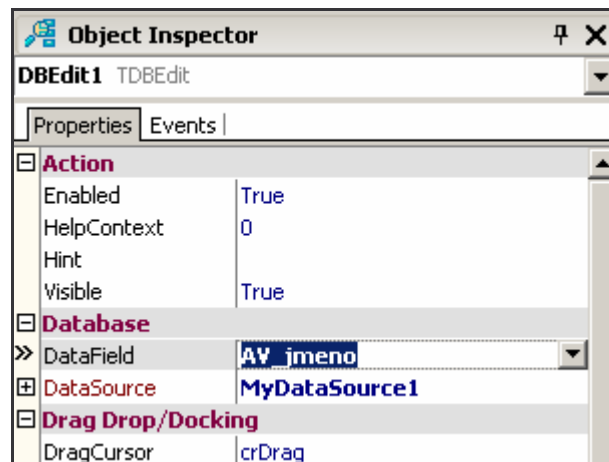 Object Inspector
DBEdit1 TDBEdit
Properties Events
Action
Enabled True
HelpContext 0
Hint
Visible True
Database
DataField AV_jmeno
DataSource MyDataSource1
Drag Drop/Docking
DragCursor crDrag